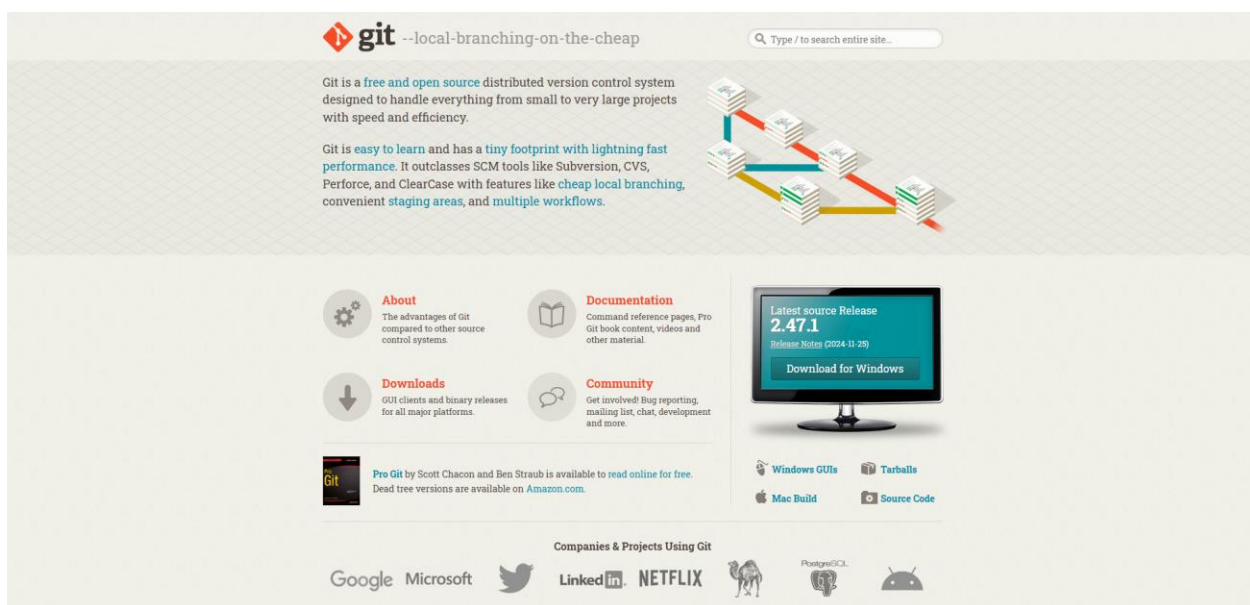 git --local-branching-on-the-cheap
Type / to search entire site...
Git is a free and open source distributed version control system
designed to handle everything from small to very large projects
with speed and efficiency.
Git is easy to learn and has a tiny footprint with lightning fast
performance. It outclasses SCM tools like Subversion, CVS,
Perforce, and ClearCase with features like cheap local branching,
convenient staging areas, and multiple workflows.
About
The advantages of Git
compared to other source
control systems.
Documentation
Command reference pages, Pro
Git book content, videos and
other material.
Downloads
GUI clients and binary releases
for all major platforms.
Community
Get involved! Bug reporting,
mailing list, chat, development
and more.
Pro
Git
Pro Git by Scott Chacon and Ben Straub is available to read online for free.
Dead tree versions are available on Amazon.com.
Latest source Release
2.47.1
Release Notes (2024-11-25)
Download for Windows
Windows GUIs
Tarballs
Mac Build
Source Code
Companies & Projects Using Git
Google Microsoft LinkedIn NETFLIX PostgreSQL